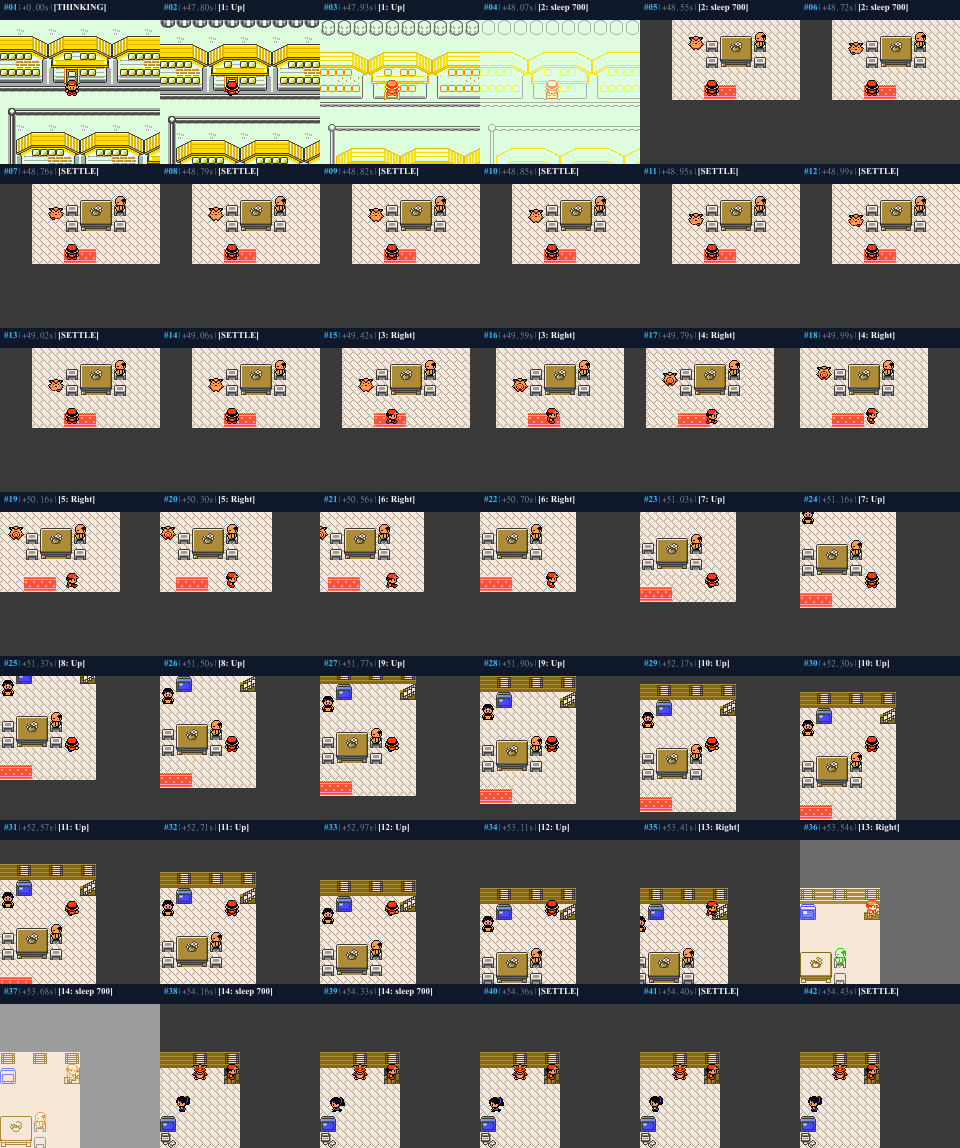 #01|+0.00s|[THINKING] #02|+47.80s|[1: Up] #03|+47.93s|[1: Up] #04|+48.07s|[2: sleep 700] #05|+48.55s|[2: sleep 700] #06|+48.72s|[2: sleep 700]
#07|+48.76s|[SETTLE] #08|+48.79s|[SETTLE] #09|+48.82s|[SETTLE] #10|+48.85s|[SETTLE] #11|+48.95s|[SETTLE] #12|+48.99s|[SETTLE]
#13|+49.02s|[SETTLE] #14|+49.06s|[SETTLE] #15|+49.42s|[3: Right] #16|+49.59s|[3: Right] #17|+49.79s|[4: Right] #18|+49.99s|[4: Right]
#19|+50.16s|[5: Right] #20|+50.30s|[5: Right] #21|+50.56s|[6: Right] #22|+50.70s|[6: Right] #23|+51.03s|[7: Up] #24|+51.16s|[7: Up]
#25|+51.37s|[8: Up] #26|+51.50s|[8: Up] #27|+51.77s|[9: Up] #28|+51.90s|[9: Up] #29|+52.17s|[10: Up] #30|+52.30s|[10: Up]
#31|+52.57s|[11: Up] #32|+52.71s|[11: Up] #33|+52.97s|[12: Up] #34|+53.11s|[12: Up] #35|+53.41s|[13: Right] #36|+53.54s|[13: Right]
#37|+53.68s|[14: sleep 700] #38|+54.16s|[14: sleep 700] #39|+54.33s|[14: sleep 700] #40|+54.36s|[SETTLE] #41|+54.40s|[SETTLE] #42|+54.43s|[SETTLE]